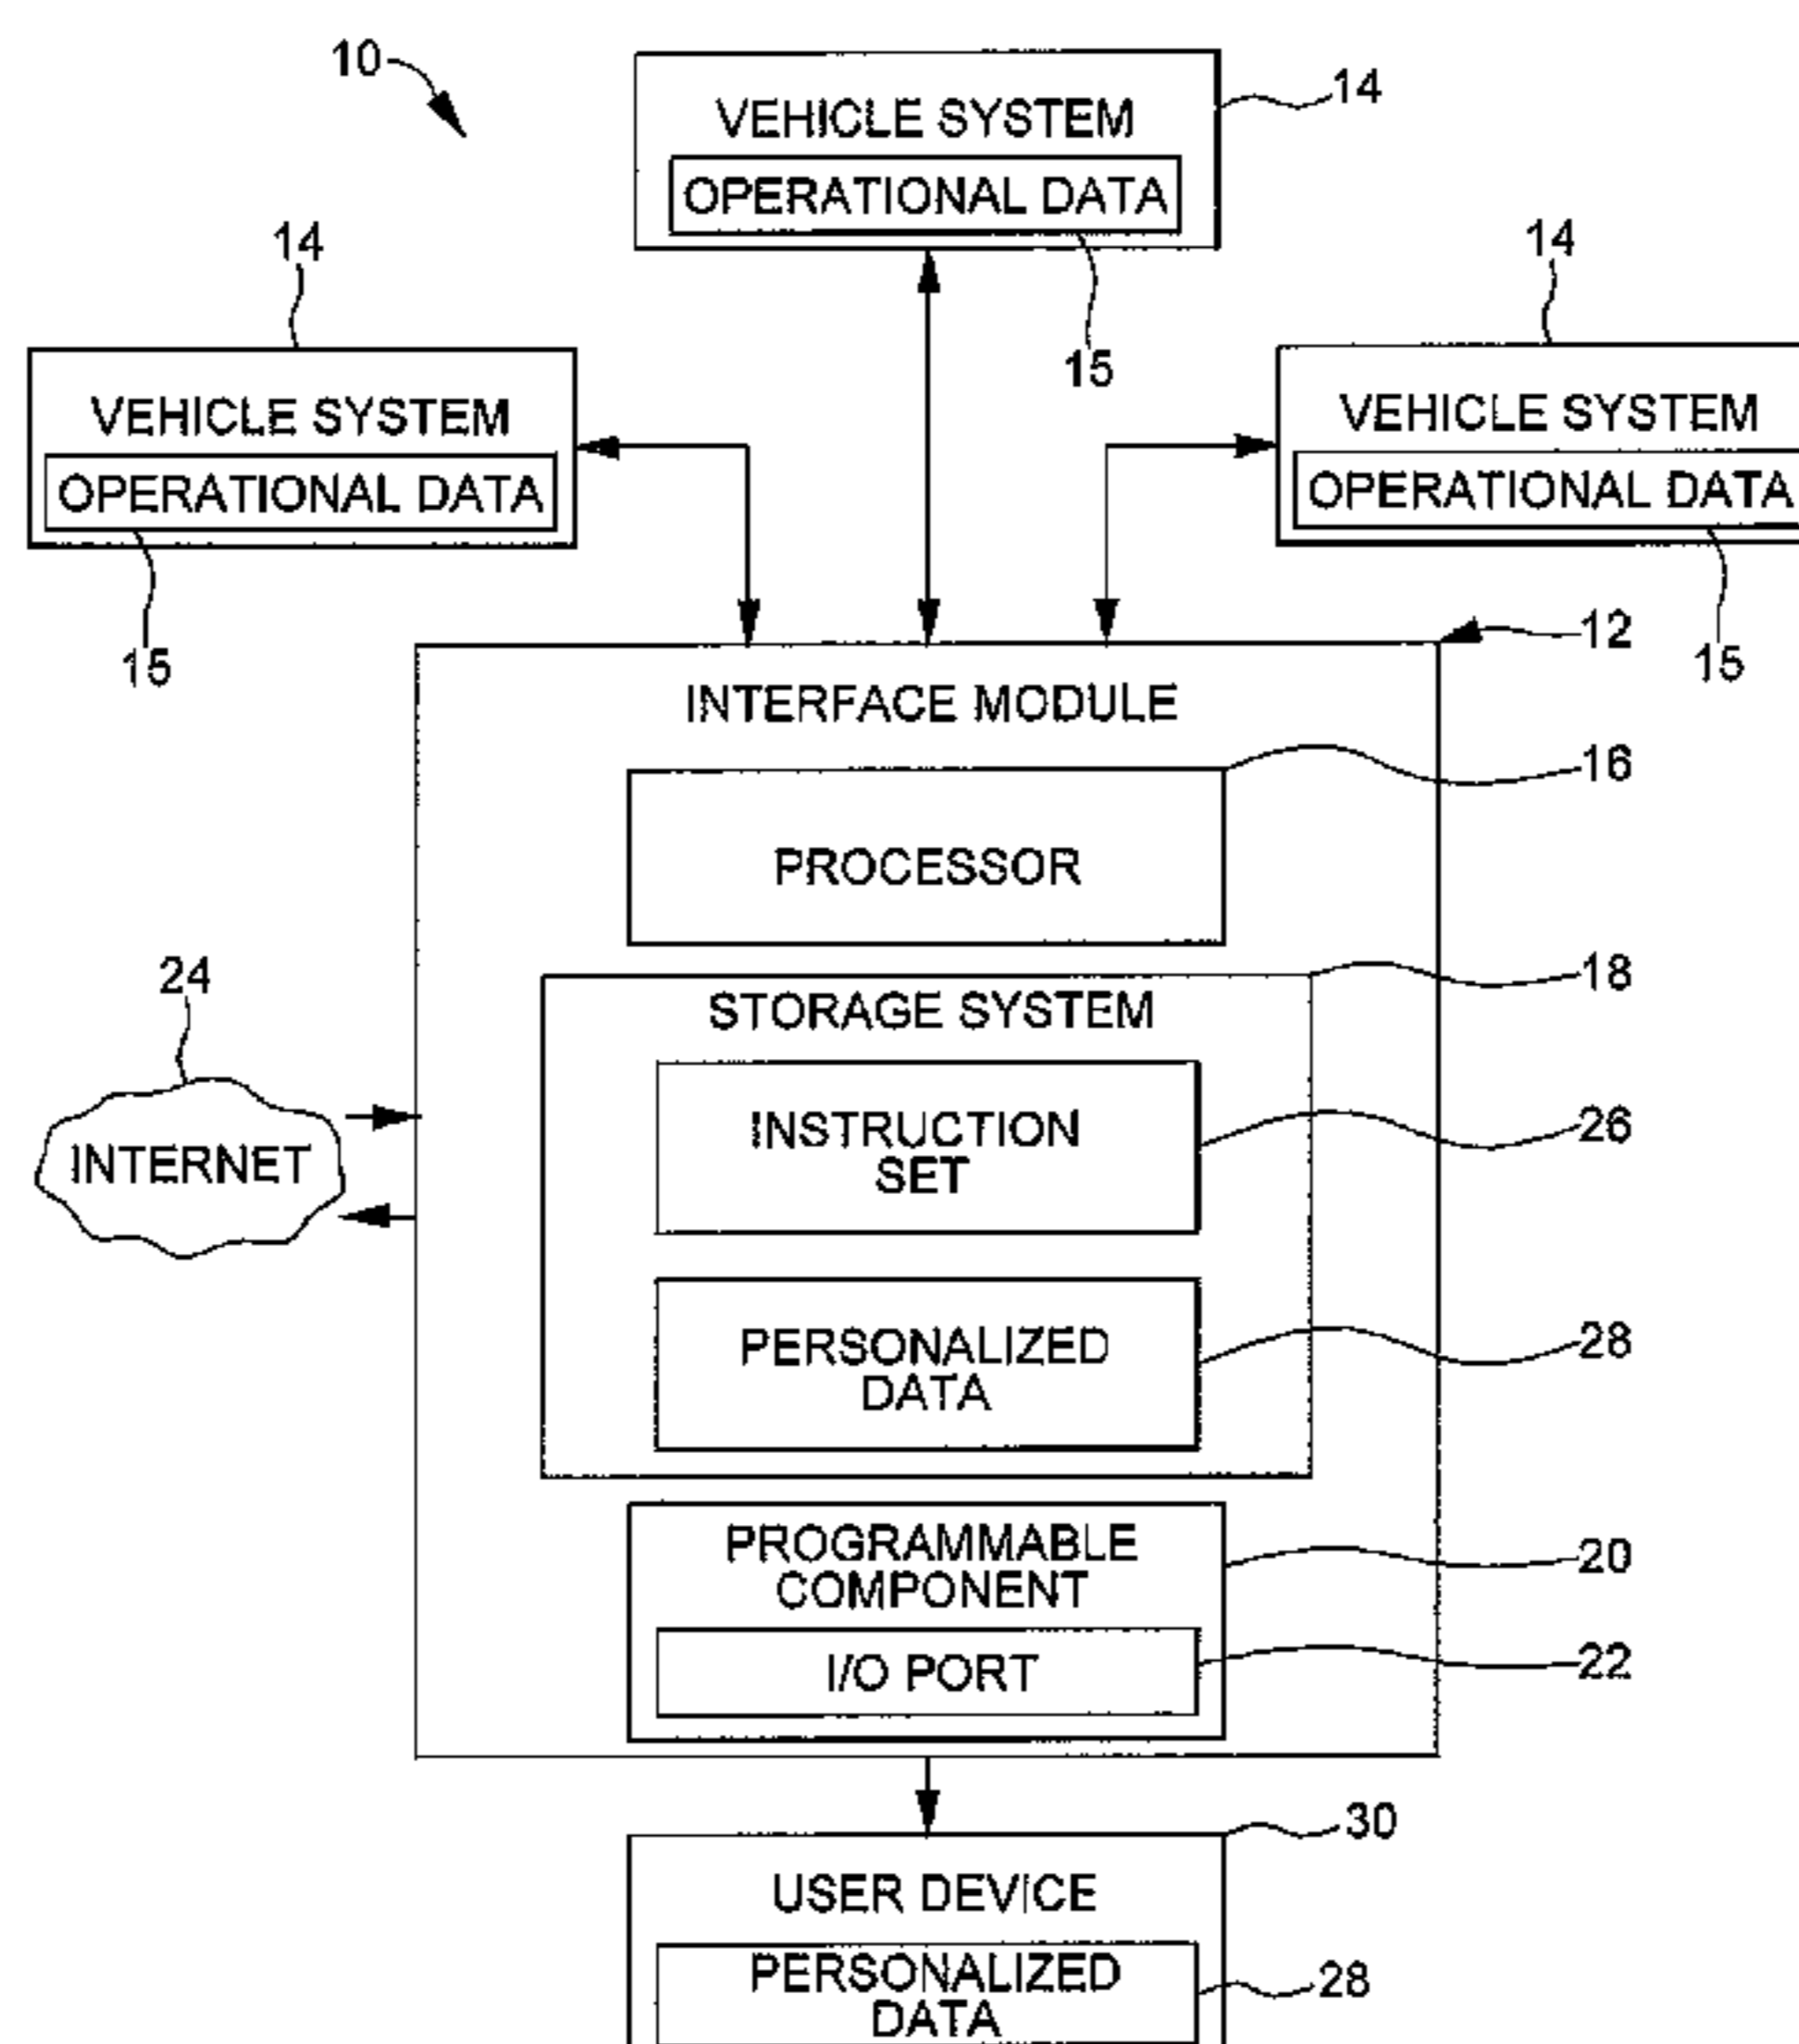 10
VEHICLE SYSTEM
14
OPERATIONAL DATA
15
14
VEHICLE SYSTEM
OPERATIONAL DATA
15
14
VEHICLE SYSTEM
OPERATIONAL DATA
15
12
INTERFACE MODULE
16
PROCESSOR
18
STORAGE SYSTEM
24
INTERNET
INSTRUCTION
SET
26
PERSONALIZED
DATA
28
PROGRAMMABLE
COMPONENT
20
I/O PORT
22
30
USER DEVICE
PERSONALIZED
DATA
28